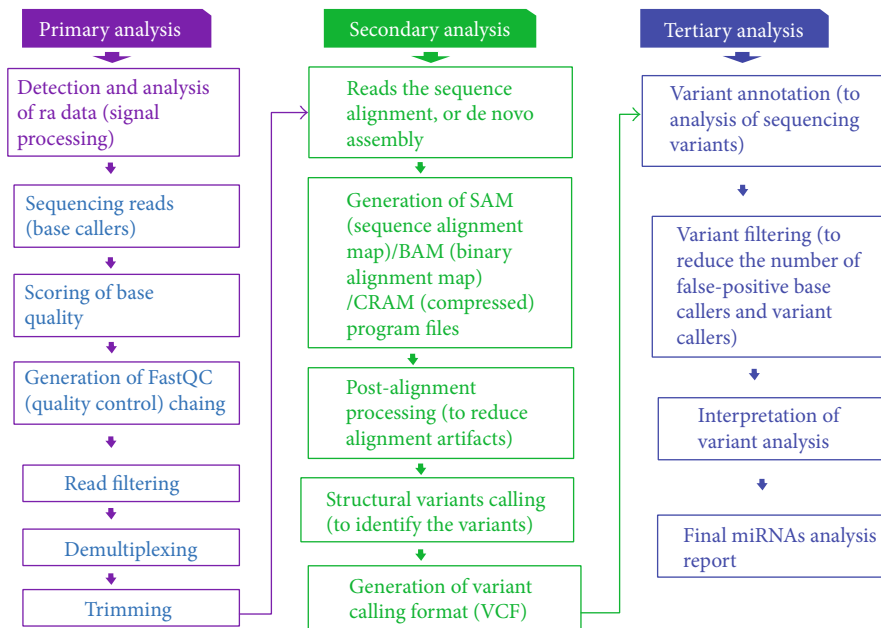 Primary analysis
Detection and analysis
of ra data (signal
processing)
Sequencing reads
(base callers)
Scoring of base
quality
Generation of FastQC
(quality control) chaing
Read filtering
Demultiplexing
Trimming
Secondary analysis
Reads the sequence
alignment, or de novo
assembly
Generation of SAM
(sequence alignment
map)/BAM (binary
alignment map)
/CRAM (compressed)
program files
Post-alignment
processing (to reduce
alignment artifacts)
Structural variants calling
(to identify the variants)
Generation of variant
calling format (VCF)
Tertiary analysis
Variant annotation (to
analysis of sequencing
variants)
Variant filtering (to
reduce the number of
false-positive base
callers and variant
callers)
Interpretation of
variant analysis
Final miRNAs analysis
report